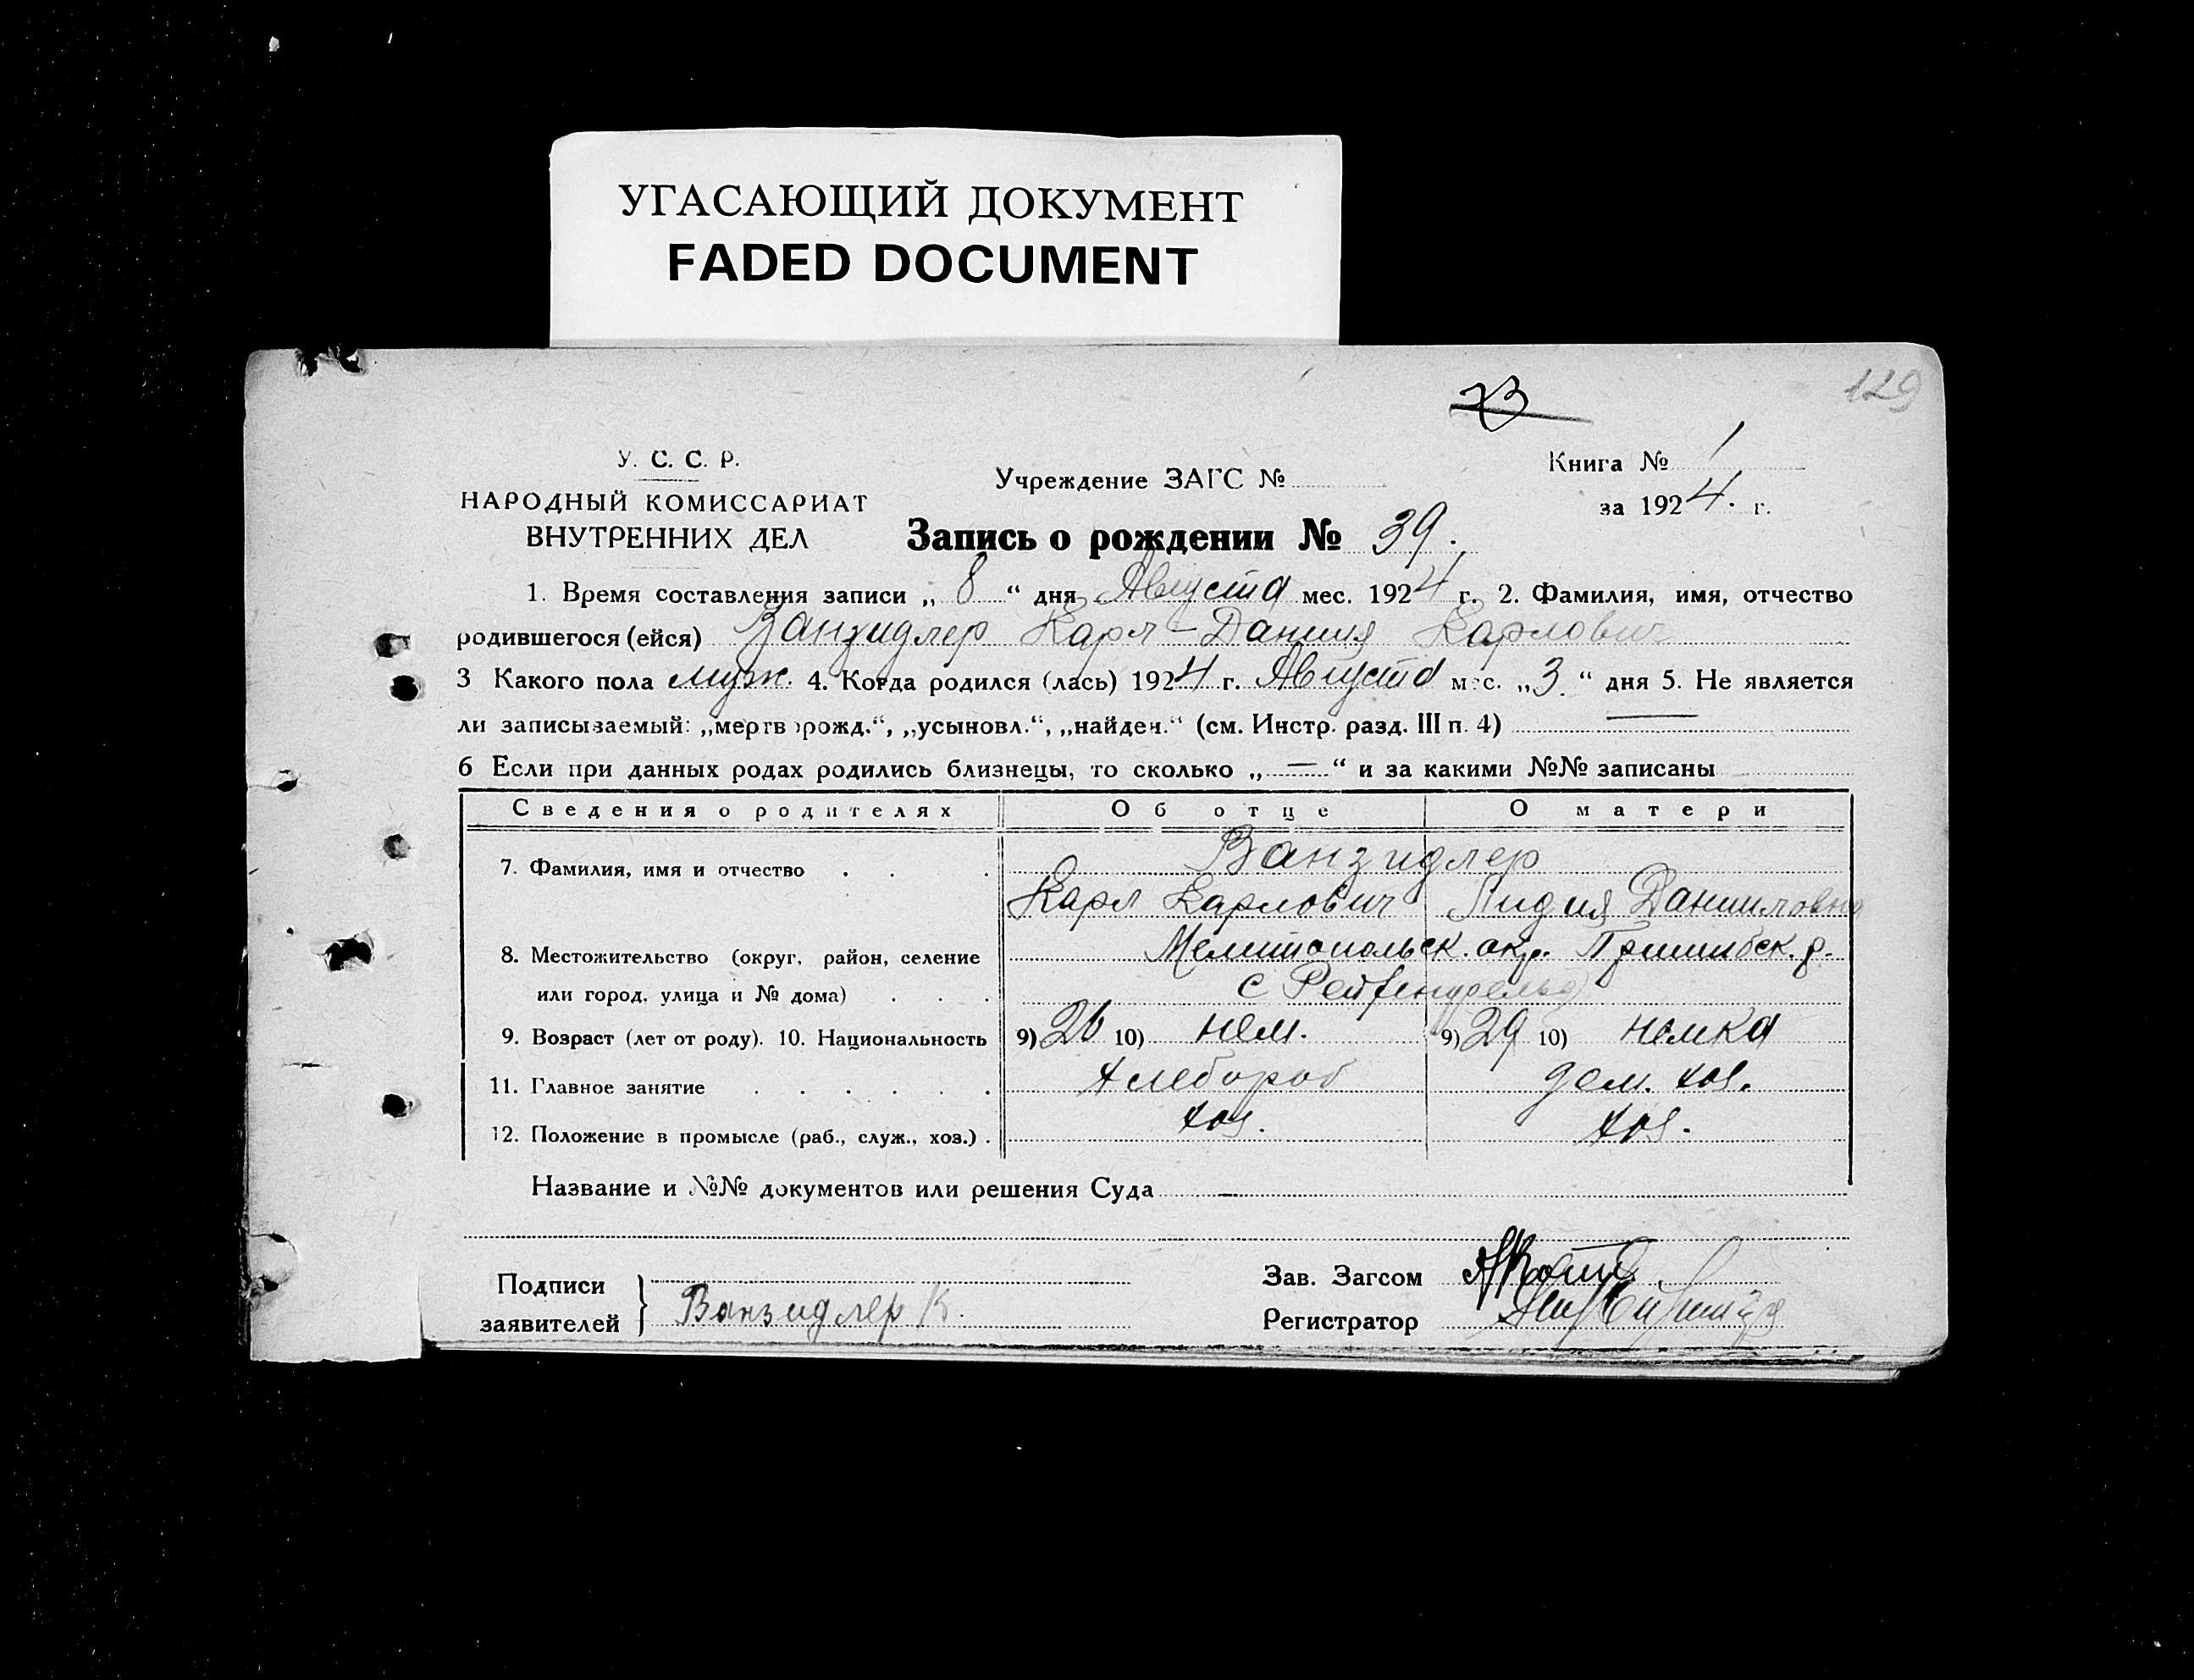 УГАСАЮЩИЙ ДОКУМЕНТ
FADED DOCUMENT
73
129
У. С. С. Р.
НАРОДНЫЙ КОМИССАРИАТ
ВНУТРЕННИХ ДЕЛ
Учреждение ЗАГС №
Книга № 1
за 1924. г.
Запись о рождении № 39.
1. Время составления записи „ 8 “ дня Августа мес. 1924 г. 2. Фамилия, имя, отчество
родившегося (ейся) Ванзидлер Карл-Даниил Карлович
3 Какого пола муж. 4. Когда родился (лась) 1924 г. Августа мес. „3.“ дня 5. Не является
ли записываемый: „мертворожд.“, „усыновл.“, „найден.“ (см. Инстр. разд. III п. 4) —
6 Если при данных родах родились близнецы, то сколько „ — “ и за какими №№ записаны
Сведения о родителях Об отце О матери
Ванзидлер
7. Фамилия, имя и отчество . . .
Карл Карлович Лидия Данииловна
8. Местожительство (округ, район, селение Мелитопольск. окр. Пришибск. р.
или город, улица и № дома) . . . с Рейхенфельд
9. Возраст (лет от роду). 10. Национальность 9) 26 10) нем. 9) 29 10) немка
11. Главное занятие . . . . . . Хлебороб дом. хоз.
12. Положение в промысле (раб., служ., хоз.) . хоз. хоз.
Название и №№ документов или решения Суда —
Подписи
заявителей } Ванзидлер К.
Зав. Загсом
Регистратор